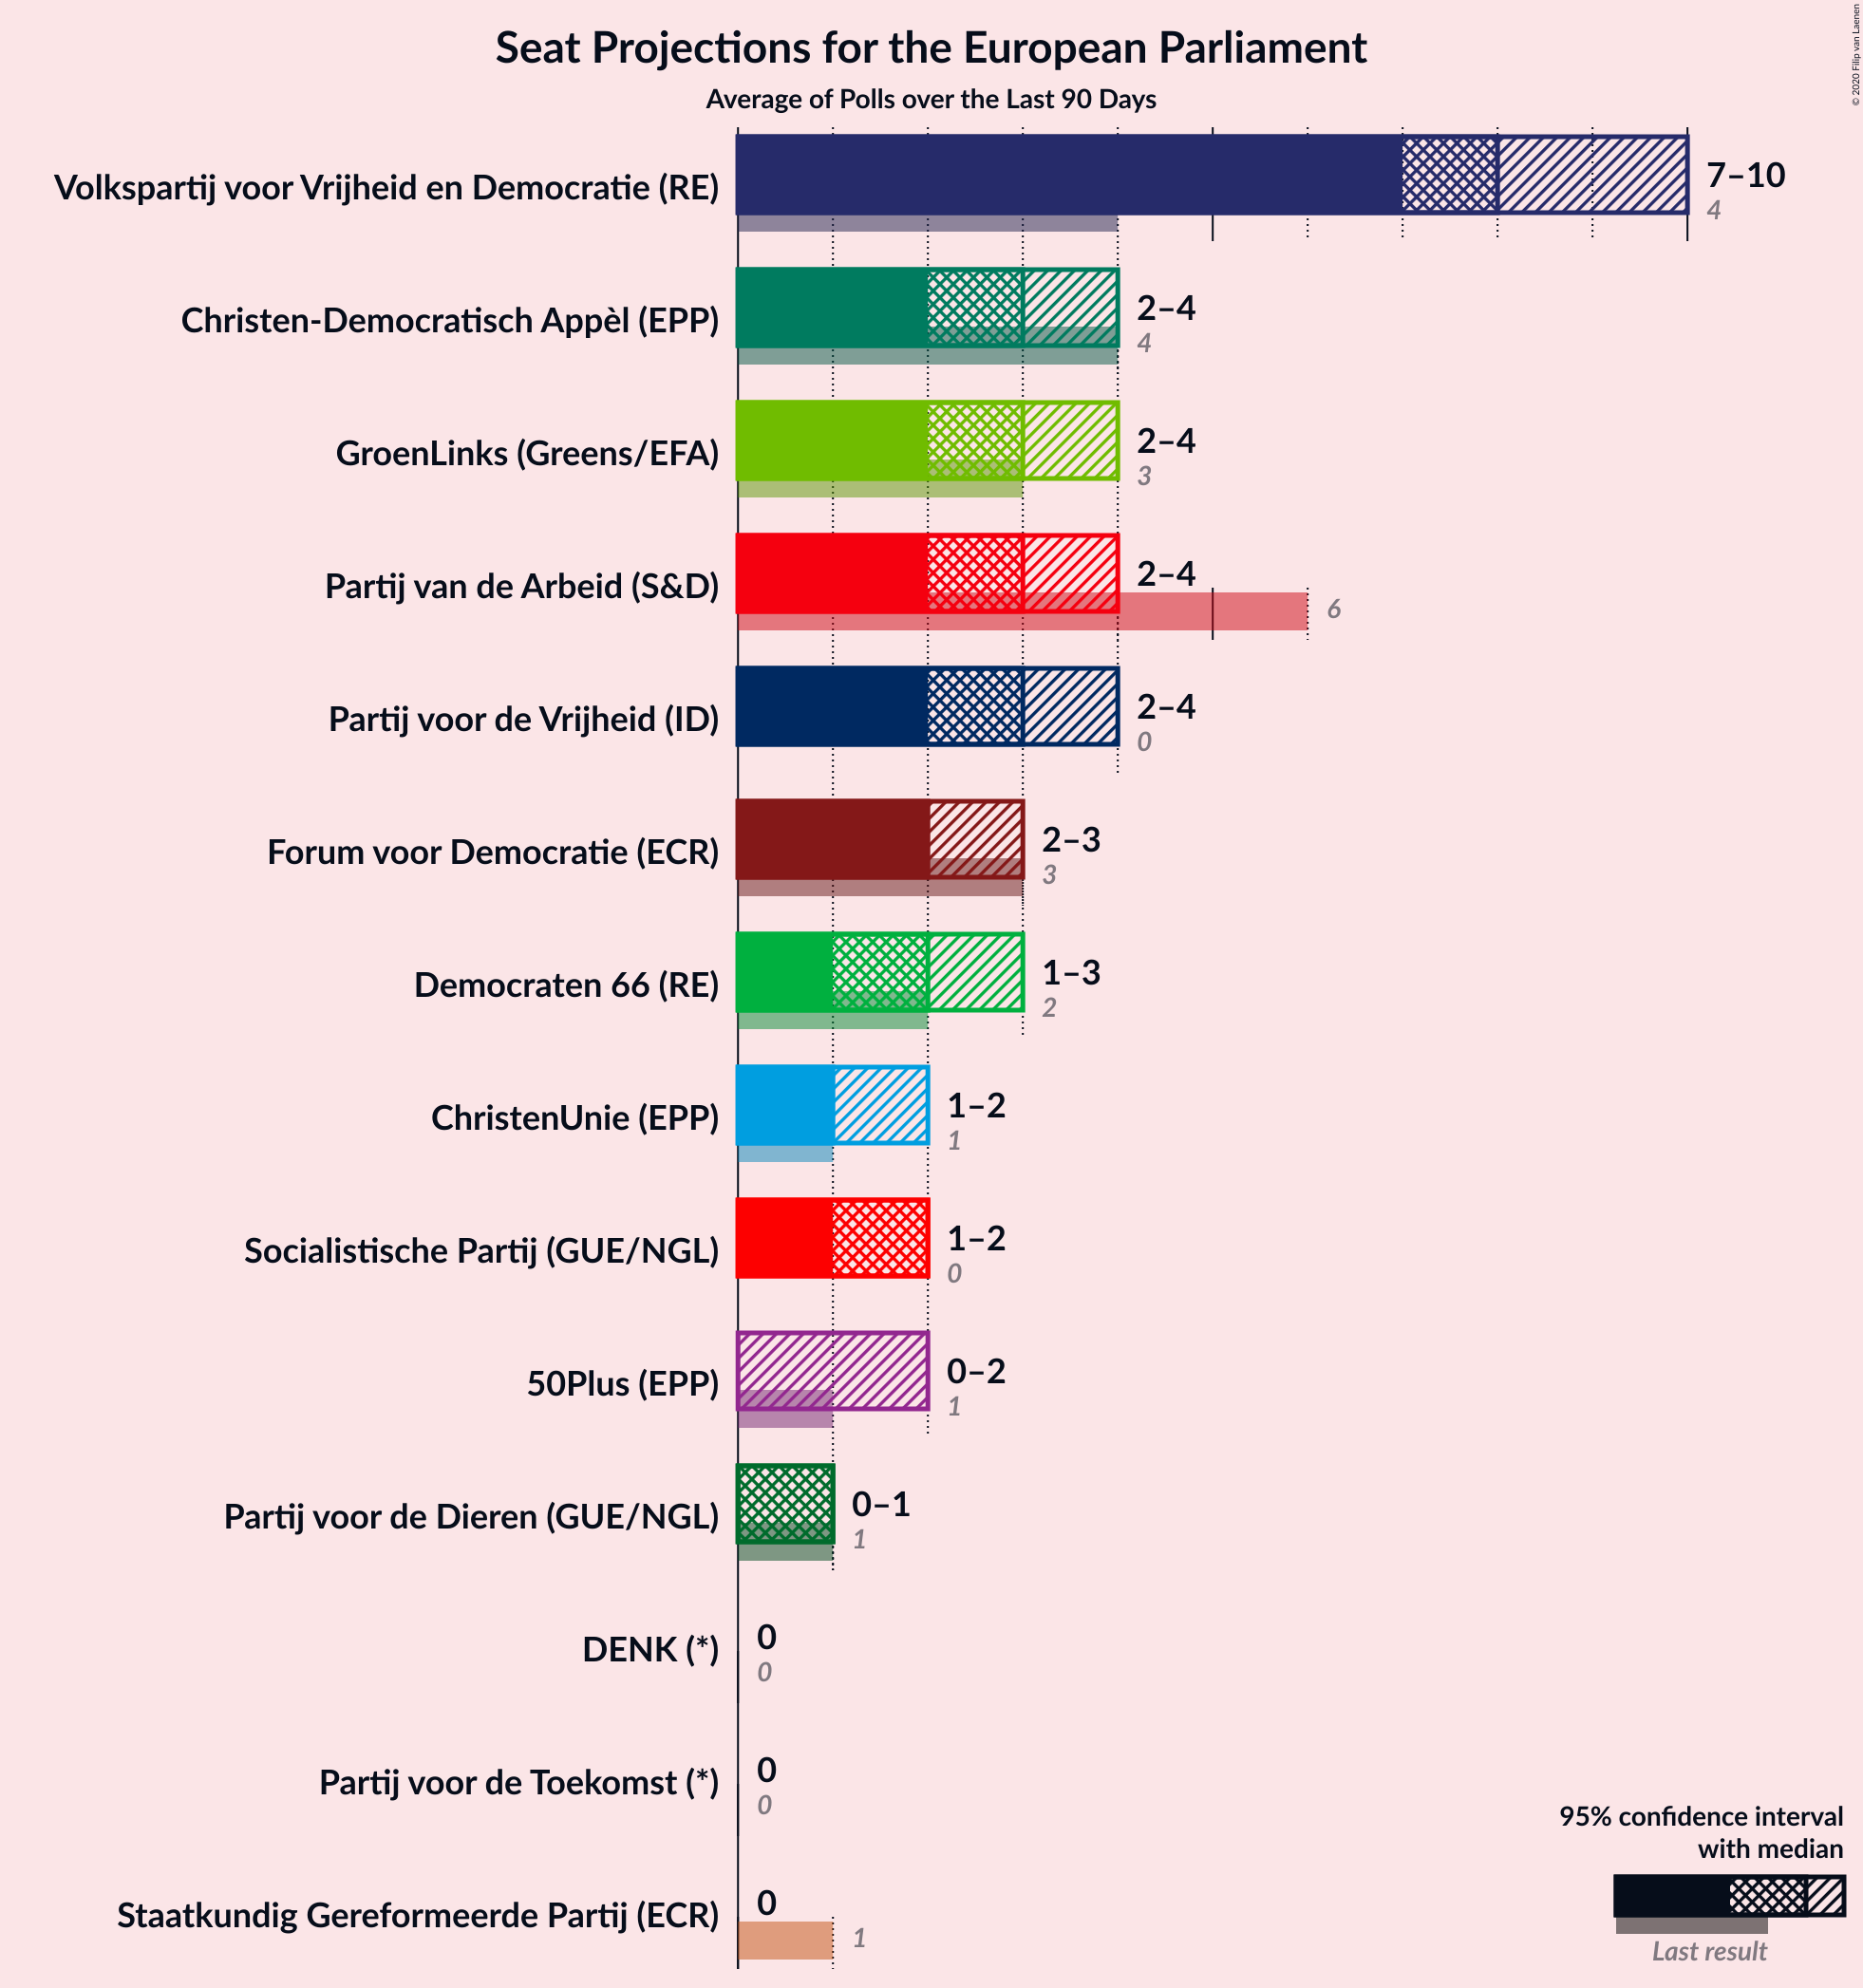 Seat Projections for the European Parliament
Average of Polls over the Last 90 Days
© 2020 Filip van Laenen
Volkspartij voor Vrijheid en Democratie (RE)
7–10
4
Christen-Democratisch Appèl (EPP)
2–4
4
GroenLinks (Greens/EFA)
2–4
3
Partij van de Arbeid (S&D)
2–4
6
Partij voor de Vrijheid (ID)
2–4
0
Forum voor Democratie (ECR)
2–3
3
Democraten 66 (RE)
1–3
2
ChristenUnie (EPP)
1–2
1
Socialistische Partij (GUE/NGL)
1–2
0
50Plus (EPP)
0–2
1
Partij voor de Dieren (GUE/NGL)
0–1
1
DENK (*)
0
0
Partij voor de Toekomst (*)
0
0
Staatkundig Gereformeerde Partij (ECR)
0
1
95% confidence interval
with median
Last result